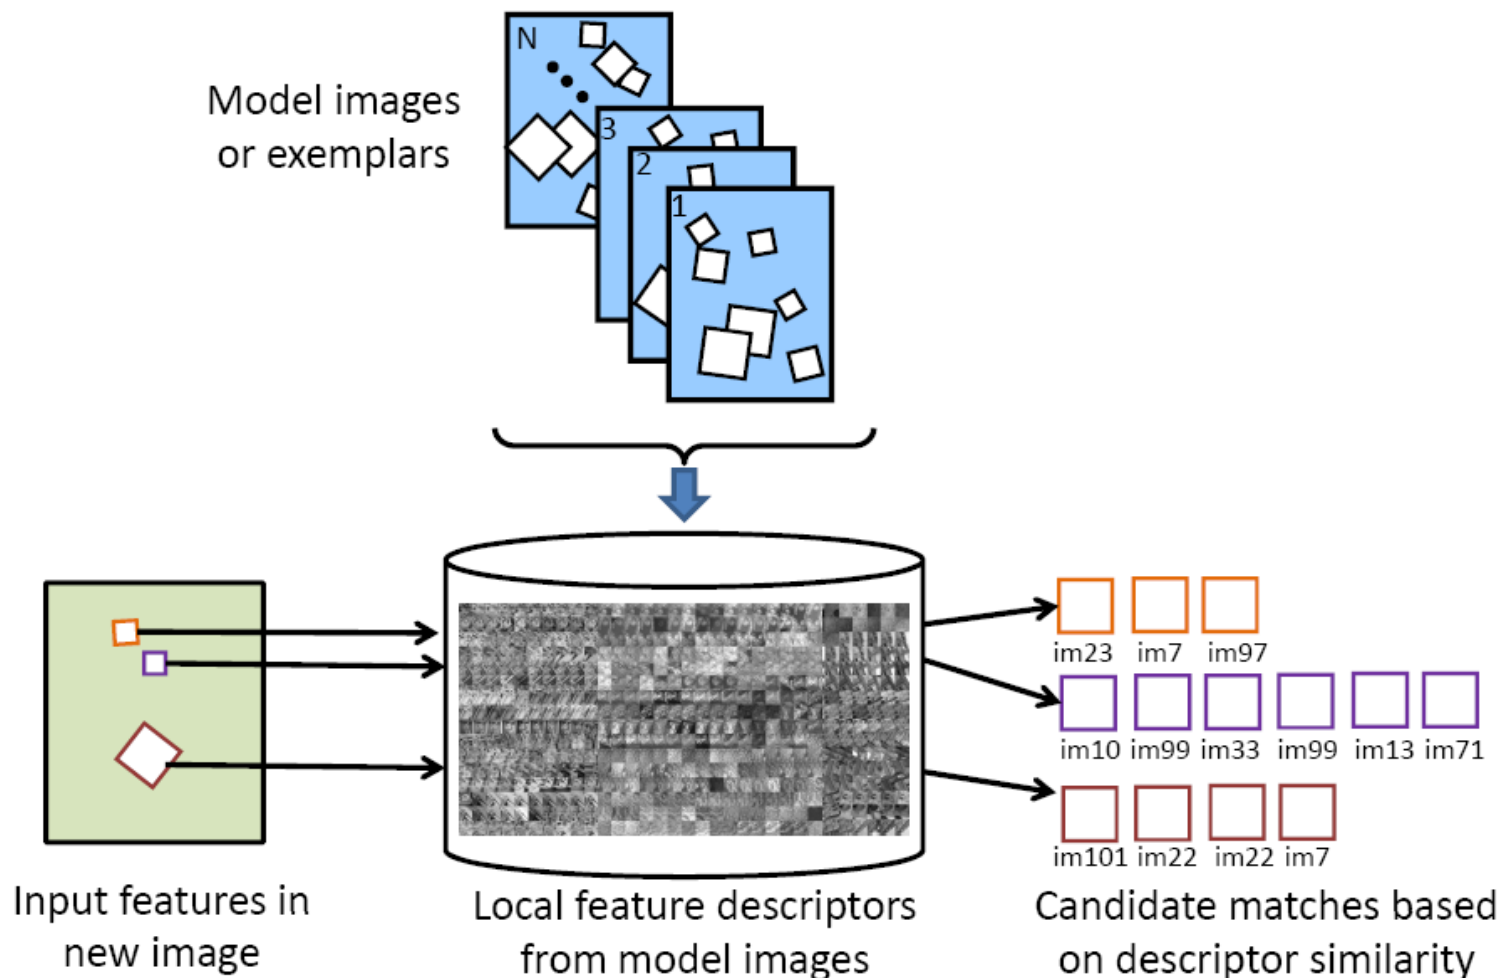 N
Model images
or exemplars
3
2
1
im23 im7 im97
im10 im99 im33 im99 im13 im71
im101 im22 im22 im7
Input features in
new image
Local feature descriptors
from model images
Candidate matches based
on descriptor similarity